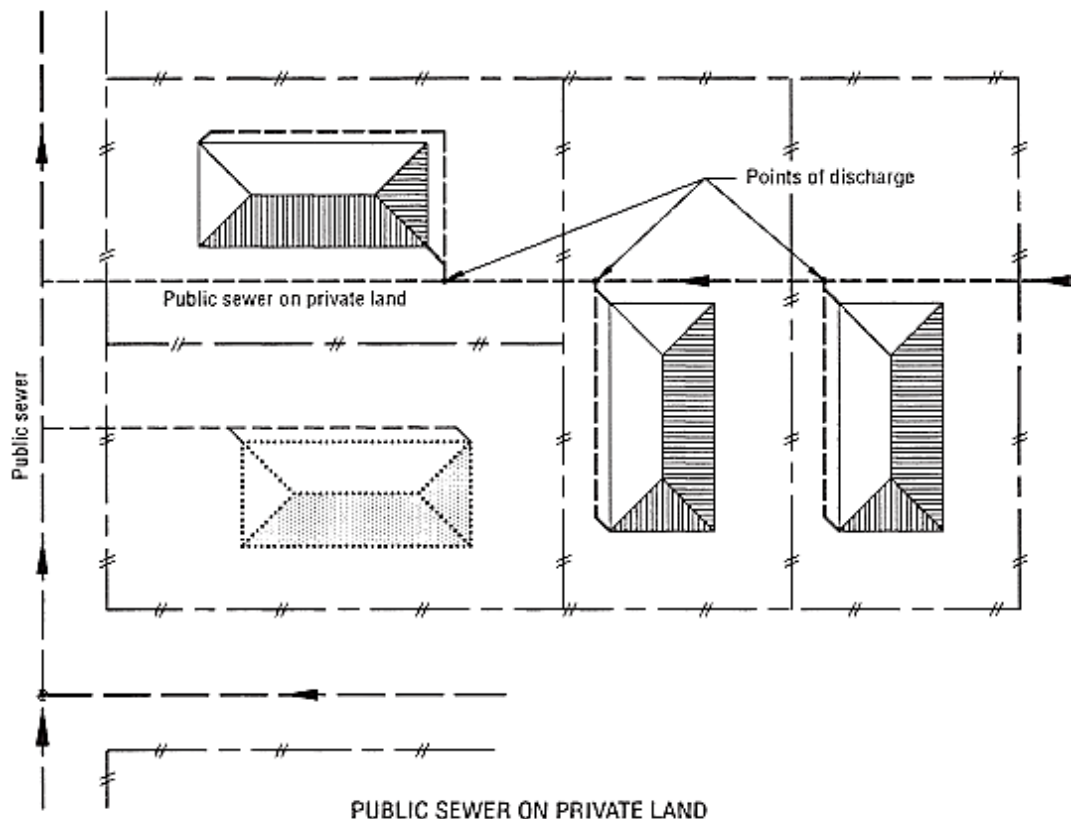 Points of discharge
Public sewer on private land
Public sewer
PUBLIC SEWER ON PRIVATE LAND